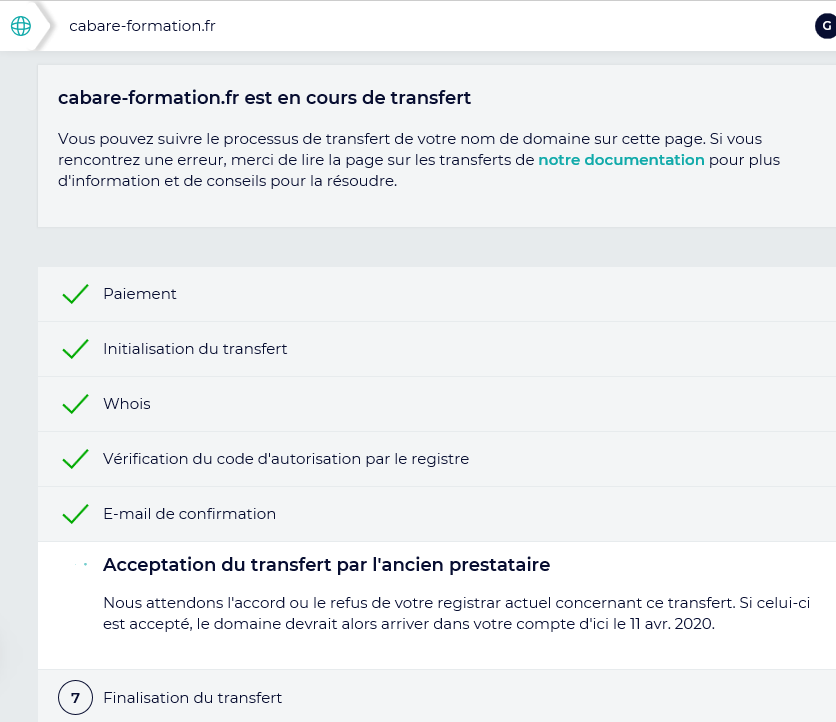 cabare-formation.fr
G
cabare-formation.fr est en cours de transfert
Vous pouvez suivre le processus de transfert de votre nom de domaine sur cette page. Si vous
rencontrez une erreur, merci de lire la page sur les transferts de notre documentation pour plus
d'information et de conseils pour la résoudre.
Paiement
Initialisation du transfert
Whois
Vérification du code d'autorisation par le registre
E-mail de confirmation
Acceptation du transfert par l'ancien prestataire
Nous attendons l'accord ou le refus de votre registrar actuel concernant ce transfert. Si celui-ci
est accepté, le domaine devrait alors arriver dans votre compte d'ici le 11 avr. 2020.
7 Finalisation du transfert